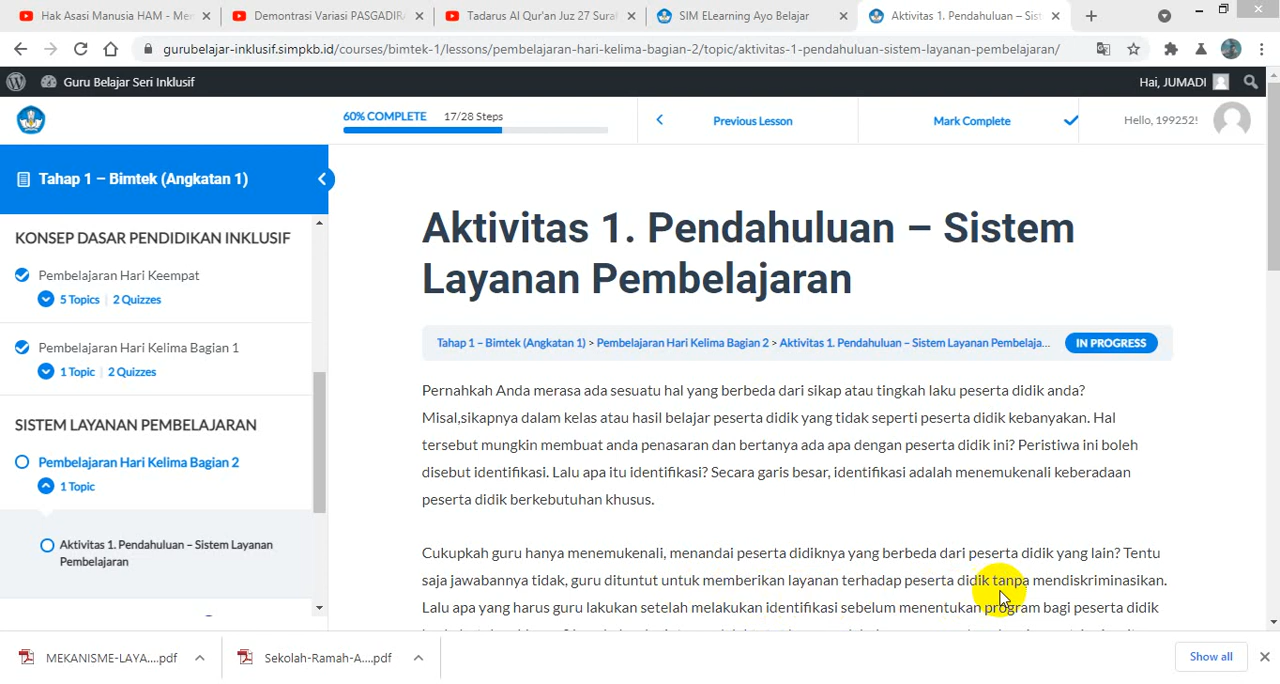 Hak Asasi Manusia HAM - Me
Demontrasi Variasi PASGADIR
Tadarus Al Qur'an Juz 27 Sura
SIM ELearning Ayo Belajar
Aktivitas 1. Pendahuluan – Sist
gurubelajar-inklusif.simpkb.id/courses/bimtek-1/lessons/pembelajaran-hari-kelima-bagian-2/topic/aktivitas-1-pendahuluan-sistem-layanan-pembelajaran/
Guru Belajar Seri Inklusif
Hai, JUMADI
60% COMPLETE 17/28 Steps
Previous Lesson
Mark Complete
Hello, 199252!
Tahap 1 – Bimtek (Angkatan 1)
KONSEP DASAR PENDIDIKAN INKLUSIF
Pembelajaran Hari Keempat
5 Topics | 2 Quizzes
Pembelajaran Hari Kelima Bagian 1
1 Topic | 2 Quizzes
SISTEM LAYANAN PEMBELAJARAN
Pembelajaran Hari Kelima Bagian 2
1 Topic
Aktivitas 1. Pendahuluan – Sistem Layanan
Pembelajaran
Aktivitas 1. Pendahuluan – Sistem
Layanan Pembelajaran
Tahap 1 – Bimtek (Angkatan 1) > Pembelajaran Hari Kelima Bagian 2 > Aktivitas 1. Pendahuluan – Sistem Layanan Pembelaja...
IN PROGRESS
Pernahkah Anda merasa ada sesuatu hal yang berbeda dari sikap atau tingkah laku peserta didik anda?
Misal,sikapnya dalam kelas atau hasil belajar peserta didik yang tidak seperti peserta didik kebanyakan. Hal
tersebut mungkin membuat anda penasaran dan bertanya ada apa dengan peserta didik ini? Peristiwa ini boleh
disebut identifikasi. Lalu apa itu identifikasi? Secara garis besar, identifikasi adalah menemukenali keberadaan
peserta didik berkebutuhan khusus.
Cukupkah guru hanya menemukenali, menandai peserta didiknya yang berbeda dari peserta didik yang lain? Tentu
saja jawabannya tidak, guru dituntut untuk memberikan layanan terhadap peserta didik tanpa mendiskriminasikan.
Lalu apa yang harus guru lakukan setelah melakukan identifikasi sebelum menentukan program bagi peserta didik
MEKANISME-LAYA....pdf
Sekolah-Ramah-A....pdf
Show all